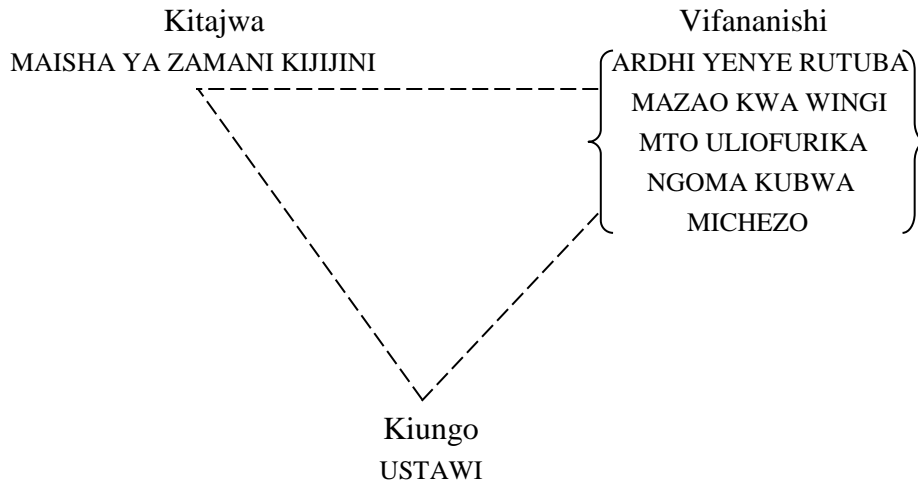 Kitajwa
MAISHA YA ZAMANI KIJIJINI
Vifananishi
ARDHI YENYE RUTUBA
MAZAO KWA WINGI
MTO ULIOFURIKA
NGOMA KUBWA
MICHEZO
Kiungo
USTAWI